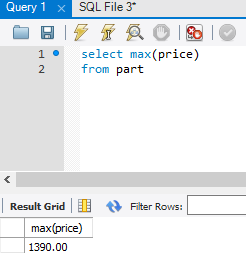 Query 1 SQL File 3*
1 select max(price)
2 from part
Result Grid Filter Rows:
max(price)
1390.00